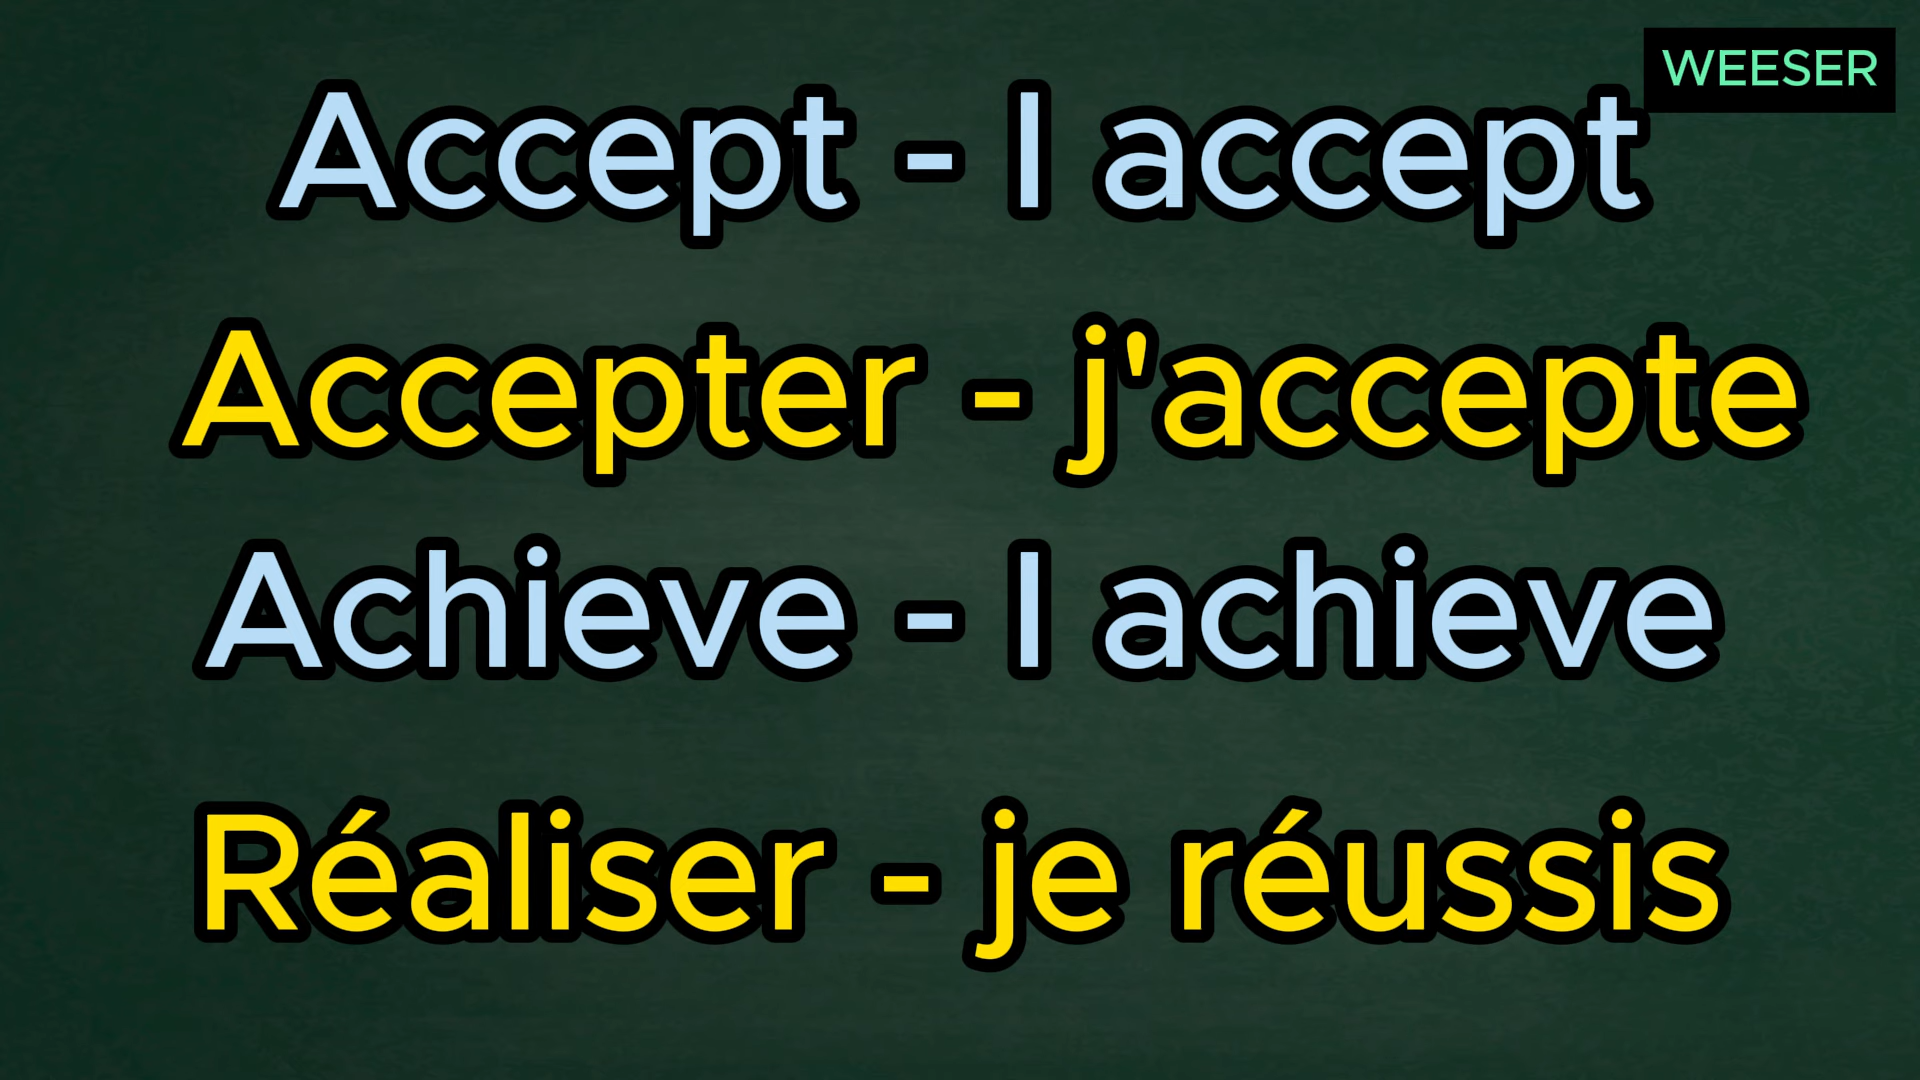 WEESER
Accept - I accept
Accepter - j'accepte
Achieve - I achieve
Réaliser - je réussis